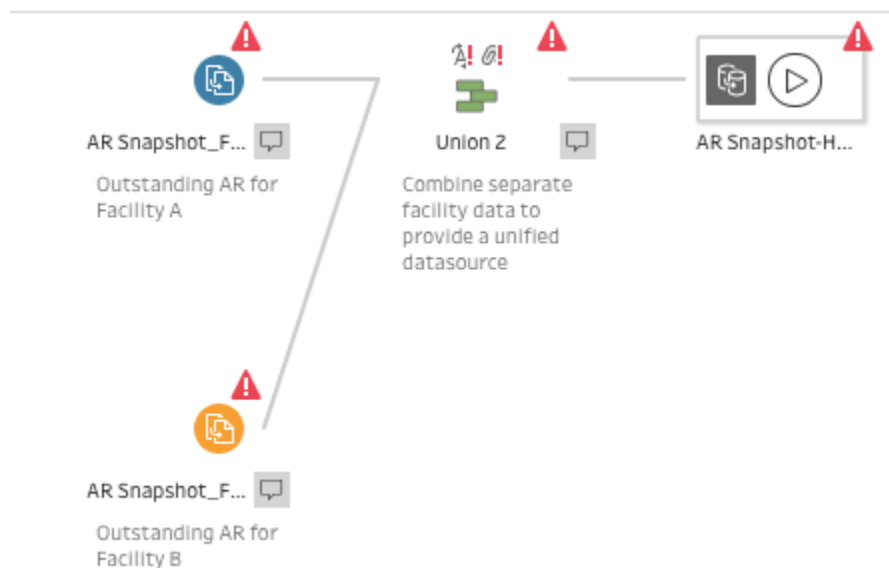 AR Snapshot_F...
Outstanding AR for
Facility A
Union 2
Combine separate
facility data to
provide a unified
datasource
AR Snapshot-H...
AR Snapshot_F...
Outstanding AR for
Facility B